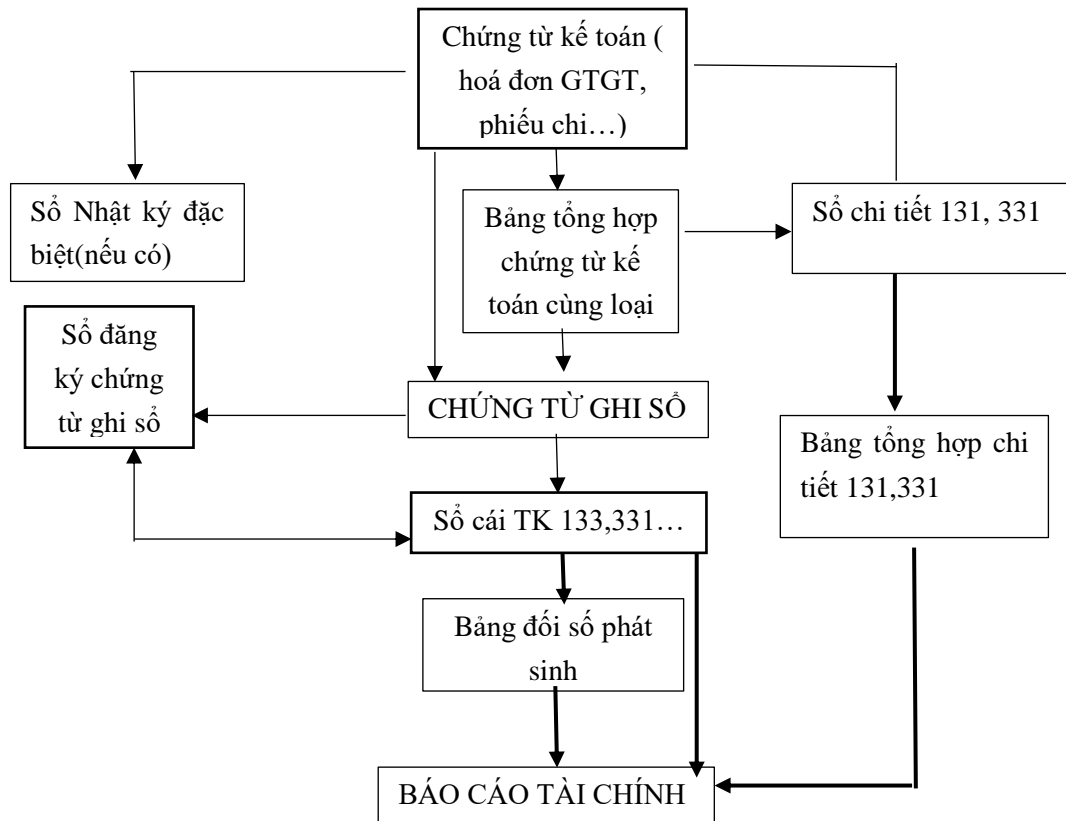 Chứng từ kế toán (
hoá đơn GTGT,
phiếu chi…)
Sổ Nhật ký đặc
biệt(nếu có)
Bảng tổng hợp
chứng từ kế
toán cùng loại
Sổ chi tiết 131, 331
Sổ đăng
ký chứng
từ ghi sổ
CHỨNG TỪ GHI SỔ
Bảng tổng hợp chi
tiết 131,331
Sổ cái TK 133,331…
Bảng đối số phát
sinh
BÁO CÁO TÀI CHÍNH